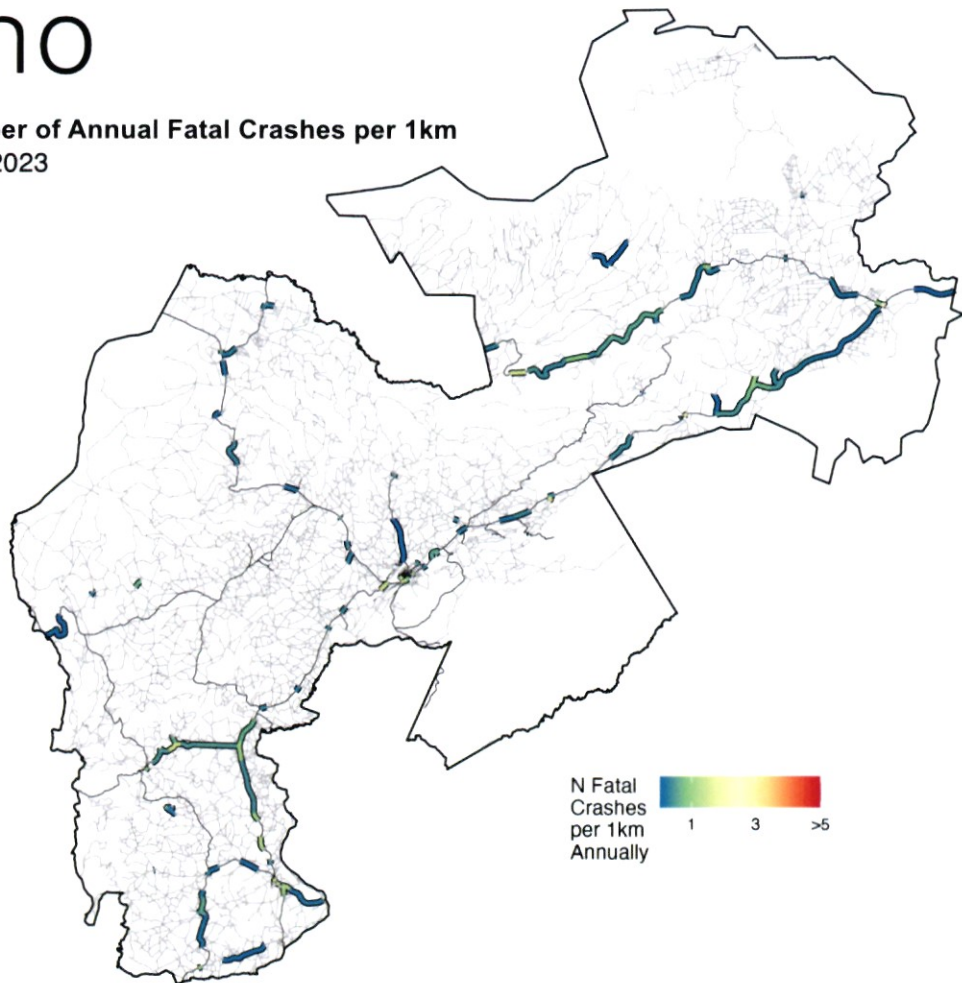 no
er of Annual Fatal Crashes per 1km
2023
N Fatal
Crashes
per 1km
Annually
1 3 >5